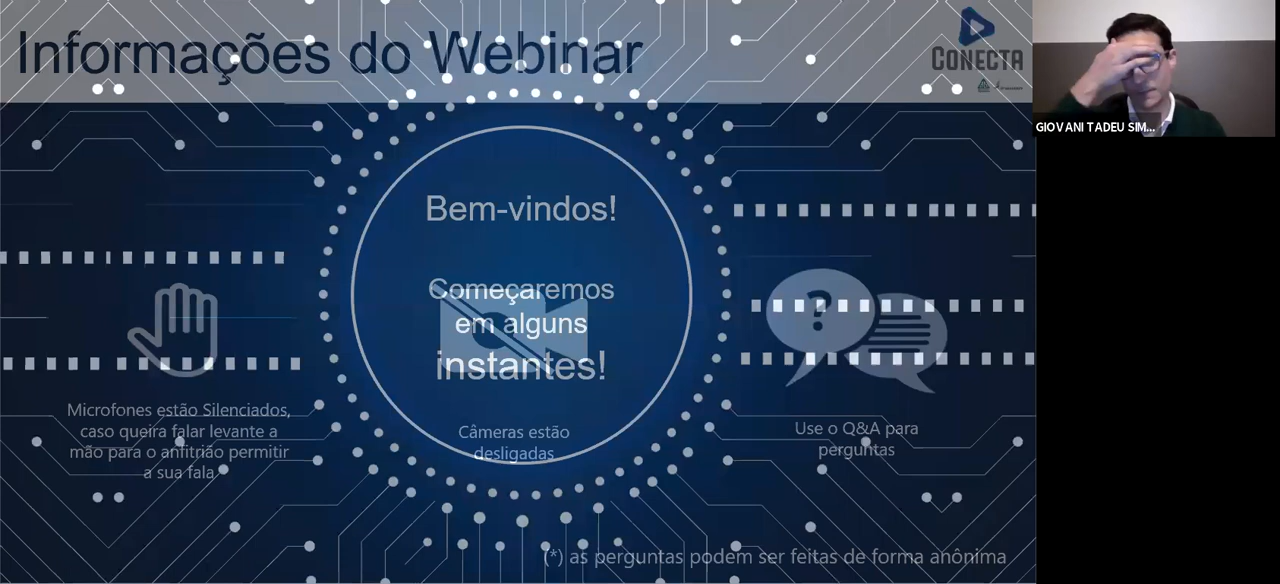 Informações do Webinar
CONECTA
GIOVANI TADEU SIM...
Bem-vindos!
Começaremos
em alguns
instantes!
Microfones estão Silenciados,
caso queira falar levante a
mão para o anfitrião permitir
a sua fala
Câmeras estão
desligadas
Use o Q&A para
perguntas
(*) as perguntas podem ser feitas de forma anônima